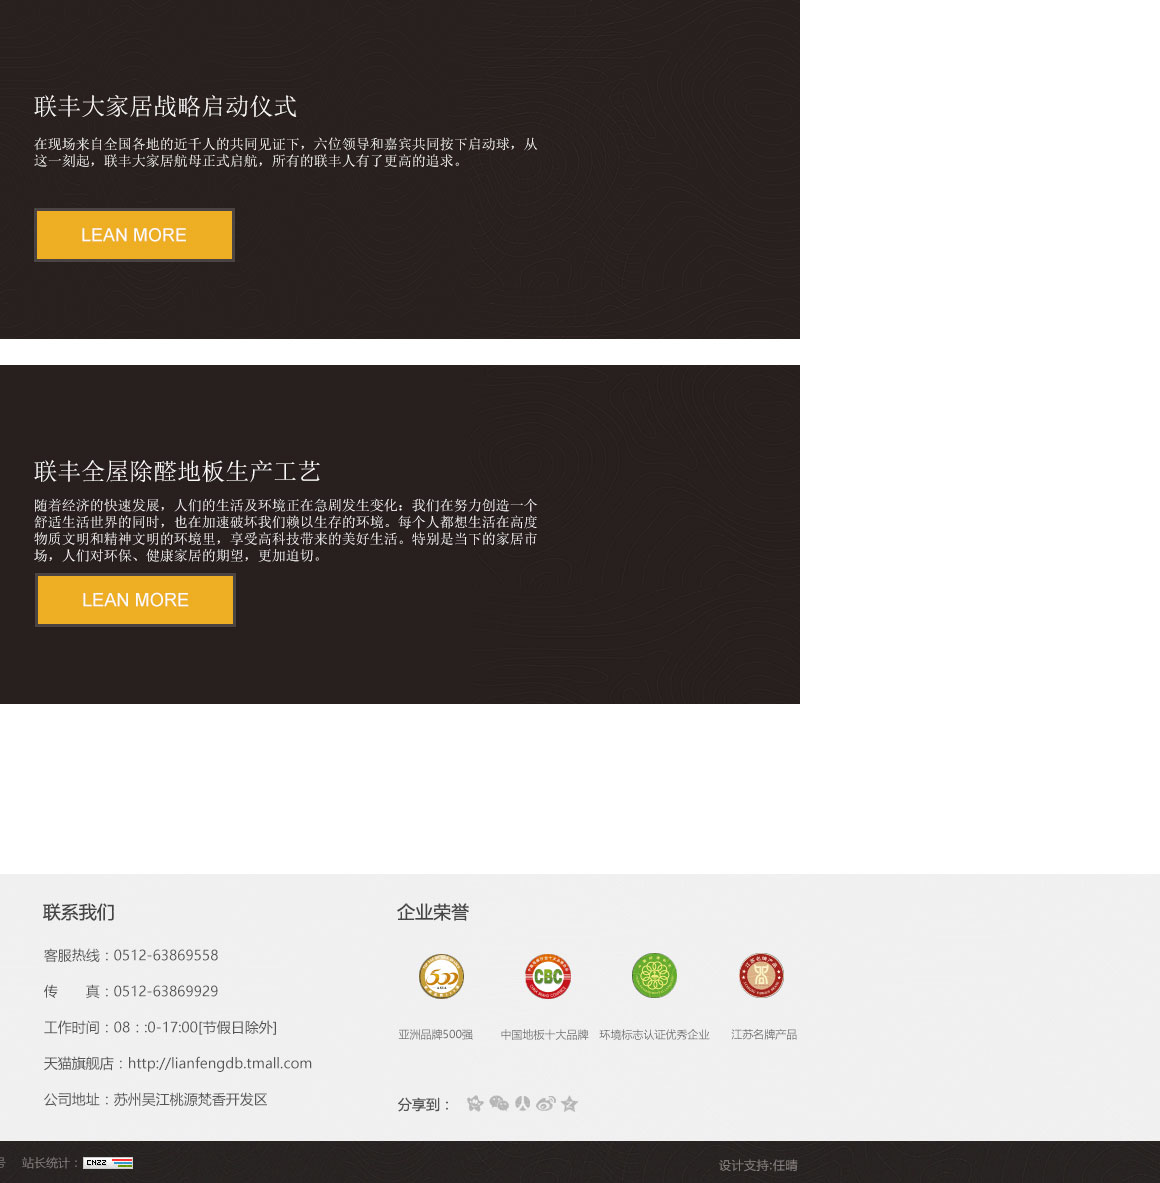 联丰大家居战略启动仪式
在现场来自全国各地的近千人的共同见证下，六位领导和嘉宾共同按下启动球，从
这一刻起，联丰大家居航母正式启航，所有的联丰人有了更高的追求。
LEAN MORE
联丰全屋除醛地板生产工艺
随着经济的快速发展，人们的生活及环境正在急剧发生变化：我们在努力创造一个
舒适生活世界的同时，也在加速破坏我们赖以生存的环境。每个人都想生活在高度
物质文明和精神文明的环境里，享受高科技带来的美好生活。特别是当下的家居市
场，人们对环保、健康家居的期望，更加迫切。
LEAN MORE
联系我们
客服热线：0512-63869558
传　　真：0512-63869929
工作时间：08：:0-17:00[节假日除外]
天猫旗舰店：http://lianfengdb.tmall.com
公司地址：苏州吴江桃源梵香开发区
企业荣誉
500
CBC
亚洲品牌500强
中国地板十大品牌
环境标志认证优秀企业
江苏名牌产品
分享到：
号 站长统计：CNZZ
设计支持:任晴